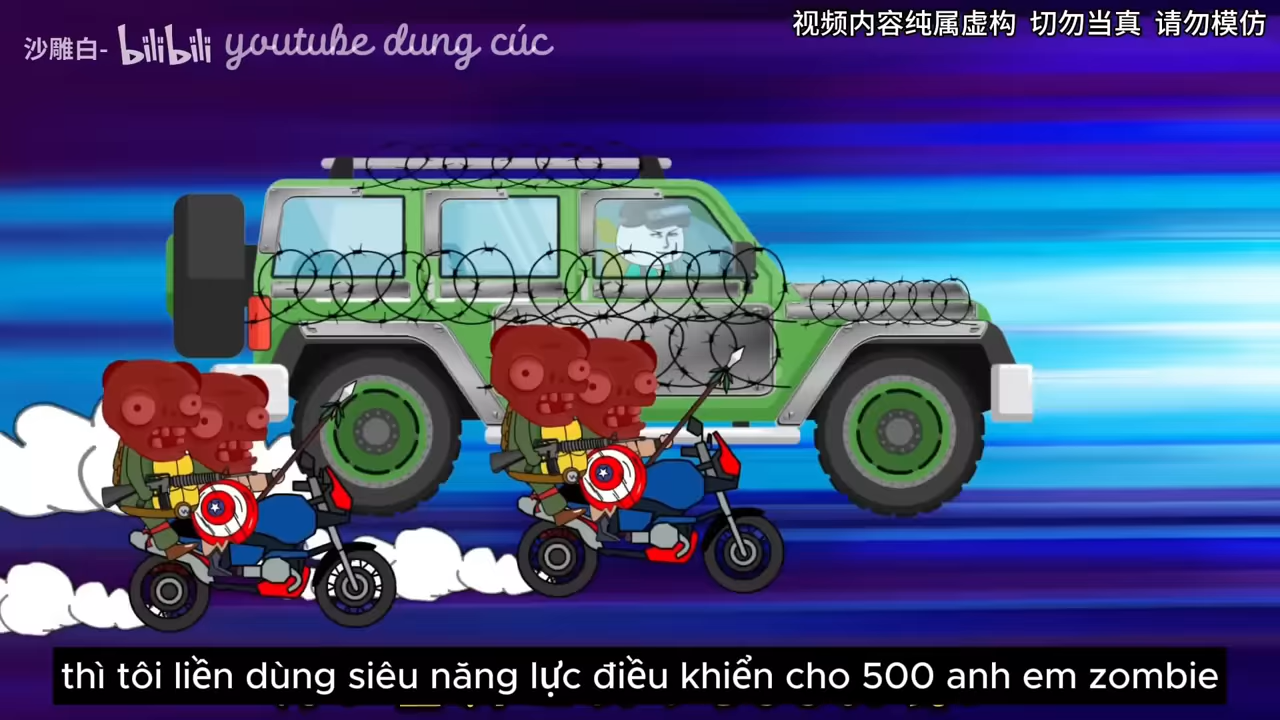 视频内容纯属虚构 切勿当真 请勿模仿
沙雕白- bilibili youtube dung cúc
thì tôi liền dùng siêu năng lực điều khiển cho 500 anh em zombie